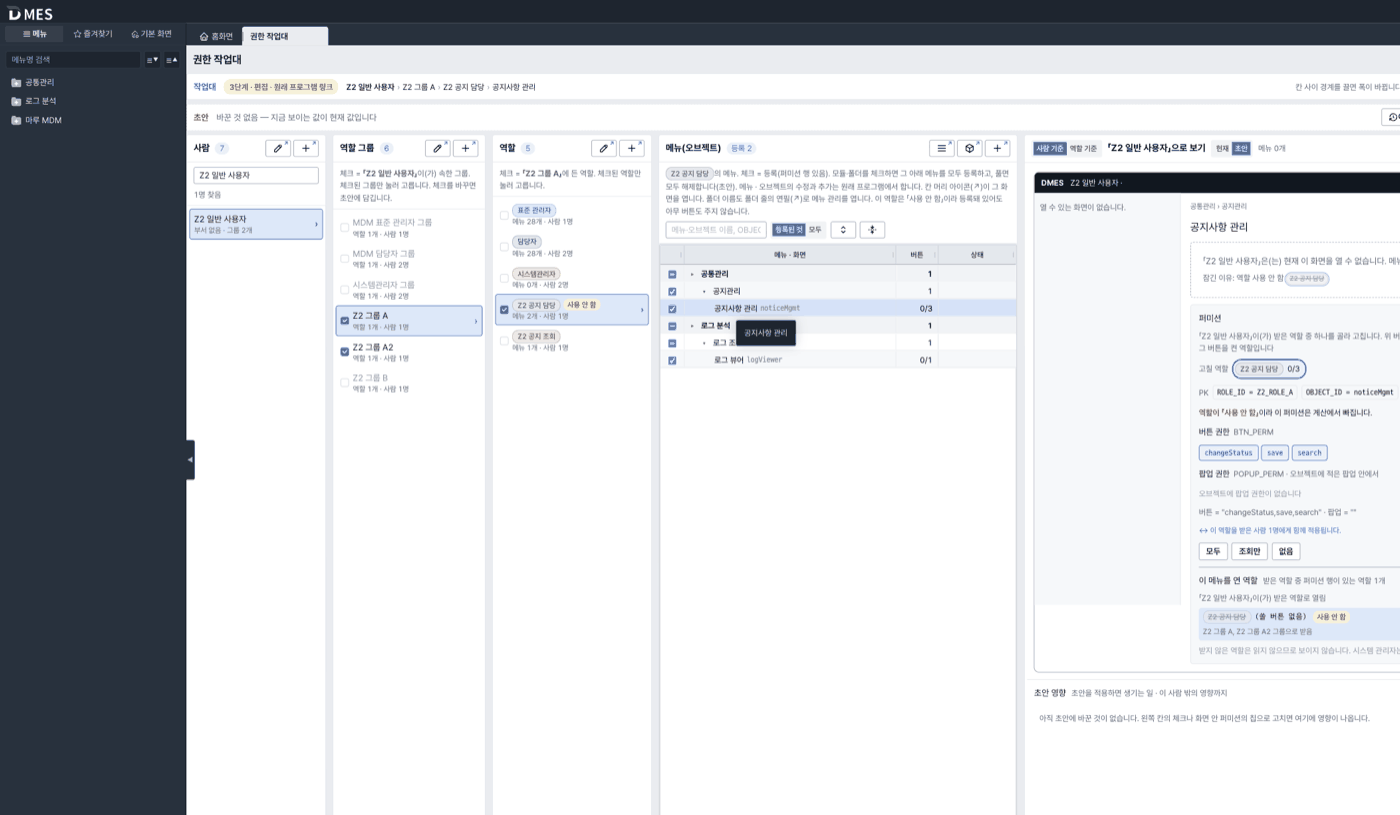 DMES
메뉴
즐겨찾기
기본 화면
메뉴명 검색
공통관리
로그 분석
마루 MDM
홈화면
권한 작업대
권한 작업대
작업대 3단계 · 편집 · 원래 프로그램 링크 Z2 일반 사용자 › Z2 그룹 A › Z2 공지 담당 › 공지사항 관리
칸 사이 경계를 끌면 폭이 바뀝니다
초안 바꾼 것 없음 — 지금 보이는 값이 현재 값입니다
사람 7
Z2 일반 사용자
1명 찾음
Z2 일반 사용자
부서 없음 · 그룹 2개
역할 그룹 6
체크 = 「Z2 일반 사용자」이(가) 속한 그룹.
체크된 그룹만 눌러 고릅니다. 체크를 바꾸면
초안에 담깁니다.
MDM 표준 관리자 그룹
역할 1개 · 사람 1명
MDM 담당자 그룹
역할 1개 · 사람 2명
시스템관리자 그룹
역할 1개 · 사람 2명
Z2 그룹 A
역할 1개 · 사람 1명
Z2 그룹 A2
역할 1개 · 사람 1명
Z2 그룹 B
역할 1개 · 사람 1명
역할 5
체크 = 「Z2 그룹 A」에 든 역할. 체크된 역할만
눌러 고릅니다.
표준 관리자
메뉴 28개 · 사람 1명
담당자
메뉴 28개 · 사람 2명
시스템관리자
메뉴 0개 · 사람 2명
Z2 공지 담당 사용 안 함
메뉴 2개 · 사람 1명
Z2 공지 조회
메뉴 1개 · 사람 1명
메뉴(오브젝트) 등록 2
Z2 공지 담당 의 메뉴. 체크 = 등록(퍼미션 행 있음). 모듈·폴더를 체크하면 그 아래 메뉴를 모두 등록하고, 풀면
모두 해제합니다(초안). 메뉴 · 오브젝트의 수정과 추가는 원래 프로그램에서 합니다. 칸 머리 아이콘(↗)이 그 화
면을 엽니다. 폴더 이름도 폴더 줄의 연필(↗)로 메뉴 관리를 엽니다. 이 역할은 「사용 안 함」이라 등록돼 있어도
아무 버튼도 주지 않습니다.
메뉴·오브젝트 이름, OBJEC
등록된 것 모두
메뉴 · 화면 버튼 상태
공통관리 1
공지관리 1
공지사항 관리 noticeMgmt 0/3
로그 분석 1
로그 조 1
로그 뷰어 logViewer 0/1
공지사항 관리
사람 기준 역할 기준 「Z2 일반 사용자」으로 보기 현재 초안 메뉴 0개
DMES Z2 일반 사용자 ·
열 수 있는 화면이 없습니다.
공통관리 › 공지관리
공지사항 관리
「Z2 일반 사용자」은(는) 현재 이 화면을 열 수 없습니다. 메뉴
잠긴 이유: 역할 사용 안 함 Z2 공지 담당
퍼미션
「Z2 일반 사용자」이(가) 받은 역할 중 하나를 골라 고칩니다. 위 버
그 버튼을 켠 역할입니다
고칠 역할 Z2 공지 담당 0/3
PK ROLE_ID = Z2_ROLE_A OBJECT_ID = noticeMgmt
역할이 「사용 안 함」이라 이 퍼미션은 계산에서 빠집니다.
버튼 권한 BTN_PERM
changeStatus save search
팝업 권한 POPUP_PERM · 오브젝트에 적은 팝업 안에서
오브젝트에 팝업 권한이 없습니다
버튼 = "changeStatus,save,search" · 팝업 = ""
↔ 이 역할을 받은 사람 1명에게 함께 적용됩니다.
모두 조회만 없음
이 메뉴를 연 역할 받은 역할 중 퍼미션 행이 있는 역할 1개
「Z2 일반 사용자」이(가) 받은 역할로 열림
Z2 공지 담당 (쓸 버튼 없음) 사용 안 함
Z2 그룹 A, Z2 그룹 A2 그룹으로 받음
받지 않은 역할은 읽지 않으므로 보이지 않습니다. 시스템 관리자는
초안 영향 초안을 적용하면 생기는 일 · 이 사람 밖의 영향까지
아직 초안에 바꾼 것이 없습니다. 왼쪽 칸의 체크나 화면 안 퍼미션의 칩으로 고치면 여기에 영향이 나옵니다.